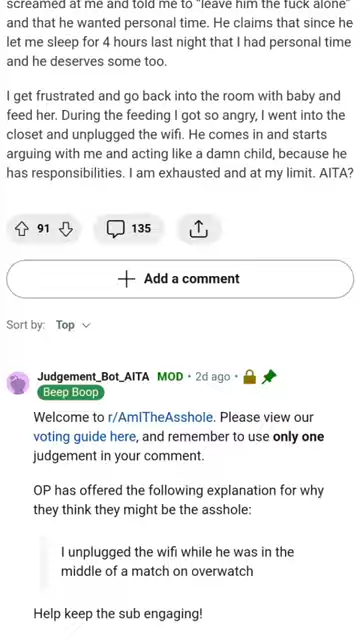 screamed at me and told me to "leave him the fuck alone"
and that he wanted personal time. He claims that since he
let me sleep for 4 hours last night that I had personal time
and he deserves some too.
I get frustrated and go back into the room with baby and
feed her. During the feeding I got so angry, I went into the
closet and unplugged the wifi. He comes in and starts
arguing with me and acting like a damn child, because he
has responsibilities. I am exhausted and at my limit. AITA?
91
135
Add a comment
Sort by: Top
Judgement_Bot_AITA MOD • 2d ago •
Beep Boop
Welcome to r/AmITheAsshole. Please view our
voting guide here, and remember to use only one
judgement in your comment.
OP has offered the following explanation for why
they think they might be the asshole:
I unplugged the wifi while he was in the
middle of a match on overwatch
Help keep the sub engaging!